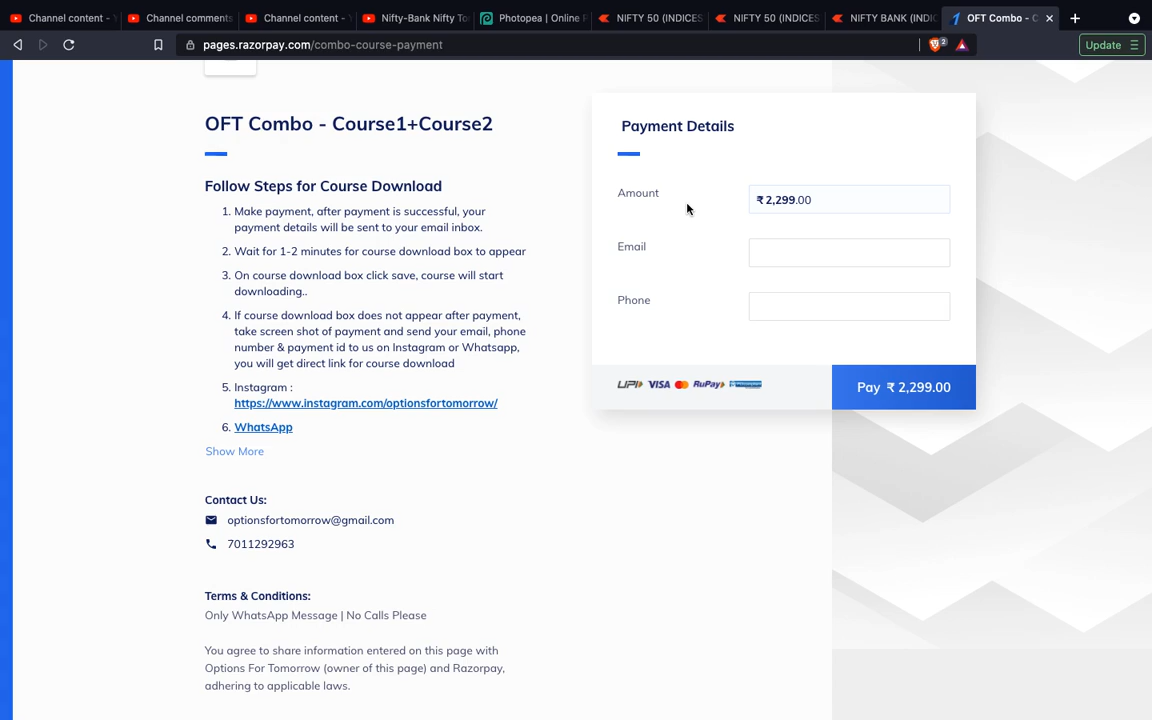 Channel content -
Channel comments
Channel content -
Nifty-Bank Nifty To
Photopea | Online
NIFTY 50 (INDICES
NIFTY 50 (INDICES
NIFTY BANK (INDI
OFT Combo - C
pages.razorpay.com/combo-course-payment
2
Update
OFT Combo - Course1+Course2
Follow Steps for Course Download
1. Make payment, after payment is successful, your
payment details will be sent to your email inbox.
2. Wait for 1-2 minutes for course download box to appear
3. On course download box click save, course will start
downloading..
4. If course download box does not appear after payment,
take screen shot of payment and send your email, phone
number & payment id to us on Instagram or Whatsapp,
you will get direct link for course download
5. Instagram :
https://www.instagram.com/optionsfortomorrow/
6. WhatsApp
Show More
Contact Us:
optionsfortomorrow@gmail.com
7011292963
Terms & Conditions:
Only WhatsApp Message | No Calls Please
You agree to share information entered on this page with
Options For Tomorrow (owner of this page) and Razorpay,
adhering to applicable laws.
Payment Details
Amount
₹ 2,299.00
Email
Phone
UPI VISA RuPay
Pay ₹ 2,299.00